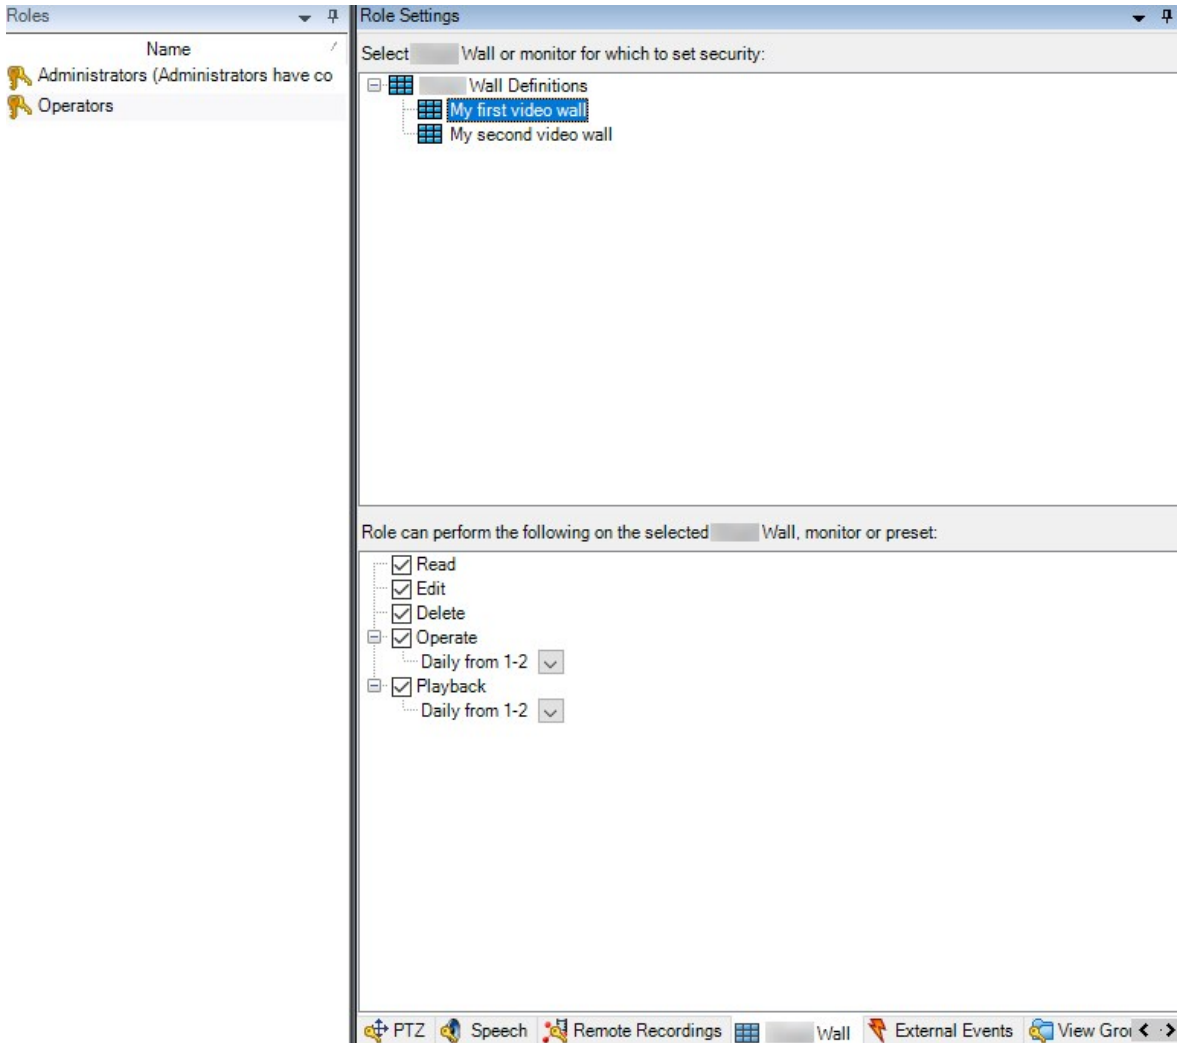 Roles
Name
Administrators (Administrators have co
Operators
Role Settings
Select Wall or monitor for which to set security:
Wall Definitions
My first video wall
My second video wall
Role can perform the following on the selected Wall, monitor or preset:
Read
Edit
Delete
Operate
Daily from 1-2
Playback
Daily from 1-2
PTZ Speech Remote Recordings Wall External Events View Grou